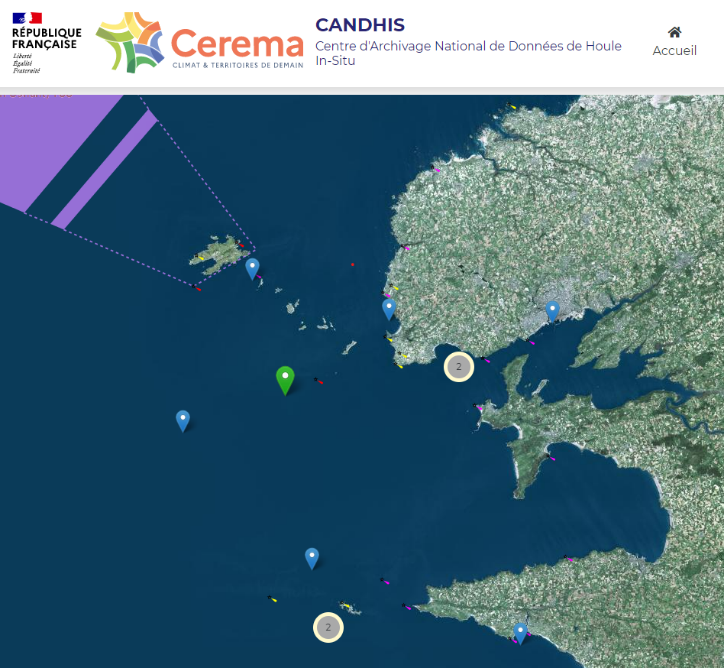 RÉPUBLIQUE
FRANÇAISE
Liberté
Égalité
Fraternité
Cerema
CLIMAT & TERRITOIRES DE DEMAIN
CANDHIS
Centre d'Archivage National de Données de Houle
In-Situ
Accueil
2
2